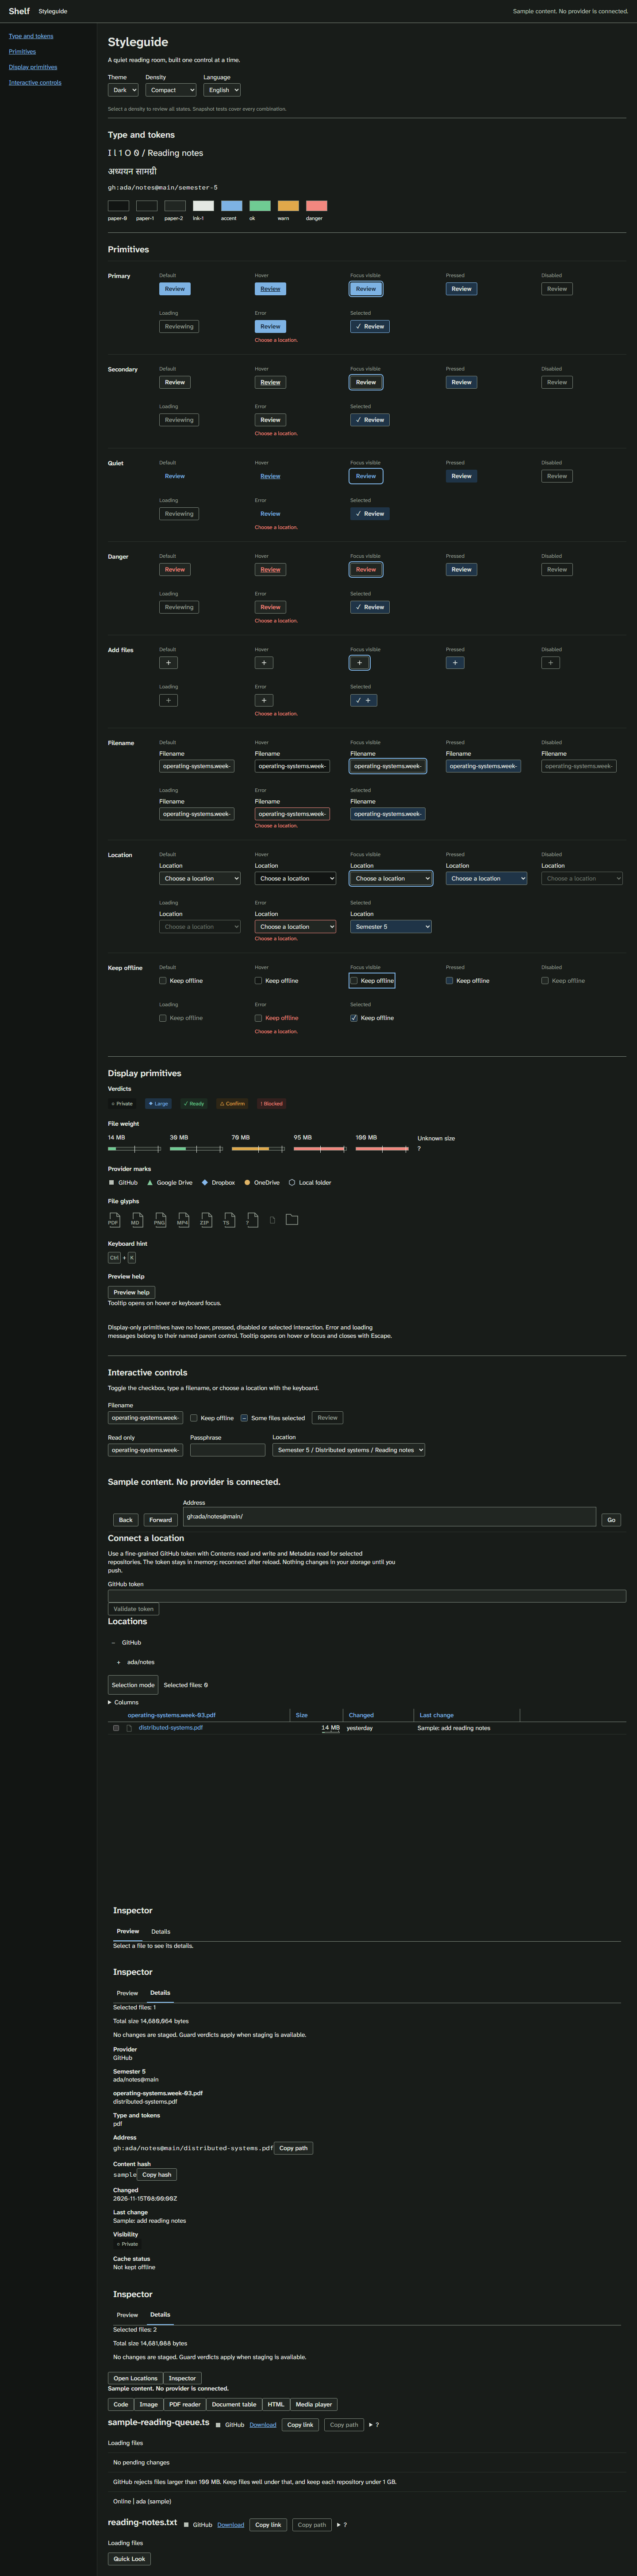 Shelf Styleguide Sample content. No provider is connected.
Type and tokens
Primitives
Display primitives
Interactive controls
Styleguide
A quiet reading room, built one control at a time.
Theme Density Language
Dark Compact English
Select a density to review all states. Snapshot tests cover every combination.
Type and tokens
I l 1 O 0 / Reading notes
अध्ययन सामग्री
gh:ada/notes@main/semester-5
paper-0 paper-1 paper-2 ink-1 accent ok warn danger
Primitives
Primary Default Hover Focus visible Pressed Disabled
Review Review Review Review Review
Loading Error Selected
Reviewing Review ✓ Review
Choose a location.
Secondary Default Hover Focus visible Pressed Disabled
Review Review Review Review Review
Loading Error Selected
Reviewing Review ✓ Review
Choose a location.
Quiet Default Hover Focus visible Pressed Disabled
Review Review Review Review Review
Loading Error Selected
Reviewing Review ✓ Review
Choose a location.
Danger Default Hover Focus visible Pressed Disabled
Review Review Review Review Review
Loading Error Selected
Reviewing Review ✓ Review
Choose a location.
Add files Default Hover Focus visible Pressed Disabled
+ + + + +
Loading Error Selected
+ + ✓ +
Choose a location.
Filename Default Hover Focus visible Pressed Disabled
Filename Filename Filename Filename Filename
operating-systems.week- operating-systems.week- operating-systems.week- operating-systems.week- operating-systems.week-
Loading Error Selected
Filename Filename Filename
operating-systems.week- operating-systems.week- operating-systems.week-
Choose a location.
Location Default Hover Focus visible Pressed Disabled
Location Location Location Location Location
Choose a location Choose a location Choose a location Choose a location Choose a location
Loading Error Selected
Location Location Location
Choose a location Choose a location Semester 5
Choose a location.
Keep offline Default Hover Focus visible Pressed Disabled
Keep offline Keep offline Keep offline Keep offline Keep offline
Loading Error Selected
Keep offline Keep offline ✓ Keep offline
Choose a location.
Display primitives
Verdicts
Private Large ✓ Ready Confirm ! Blocked
File weight
14 MB 30 MB 70 MB 95 MB 100 MB Unknown size
?
Provider marks
GitHub Google Drive Dropbox OneDrive Local folder
File glyphs
PDF MD PNG MP4 ZIP TS ?
Keyboard hint
Ctrl + K
Preview help
Preview help
Tooltip opens on hover or keyboard focus.
Display-only primitives have no hover, pressed, disabled or selected interaction. Error and loading
messages belong to their named parent control. Tooltip opens on hover or focus and closes with Escape.
Interactive controls
Toggle the checkbox, type a filename, or choose a location with the keyboard.
Filename
operating-systems.week- Keep offline Some files selected Review
Read only Passphrase Location
operating-systems.week- Semester 5 / Distributed systems / Reading notes
Sample content. No provider is connected.
Address
Back Forward gh:ada/notes@main/ Go
Connect a location
Use a fine-grained GitHub token with Contents read and write and Metadata read for selected
repositories. The token stays in memory; reconnect after reload. Nothing changes in your storage until you
push.
GitHub token
Validate token
Locations
− GitHub
+ ada/notes
Selection mode Selected files: 0
Columns
operating-systems.week-03.pdf Size Changed Last change
distributed-systems.pdf 14 MB yesterday Sample: add reading notes
Inspector
Preview Details
Select a file to see its details.
Inspector
Preview Details
Selected files: 1
Total size 14,680,064 bytes
No changes are staged. Guard verdicts apply when staging is available.
Provider
GitHub
Semester 5
ada/notes@main
operating-systems.week-03.pdf
distributed-systems.pdf
Type and tokens
pdf
Address
gh:ada/notes@main/distributed-systems.pdf Copy path
Content hash
sample Copy hash
Changed
2026-11-15T08:00:00Z
Last change
Sample: add reading notes
Visibility
Private
Cache status
Not kept offline
Inspector
Preview Details
Selected files: 2
Total size 14,681,088 bytes
No changes are staged. Guard verdicts apply when staging is available.
Open Locations Inspector
Sample content. No provider is connected.
Code Image PDF reader Document table HTML Media player
sample-reading-queue.ts GitHub Download Copy link Copy path ?
Loading files
No pending changes
GitHub rejects files larger than 100 MB. Keep files well under that, and keep each repository under 1 GB.
Online | ada (sample)
reading-notes.txt GitHub Download Copy link Copy path ?
Loading files
Quick Look